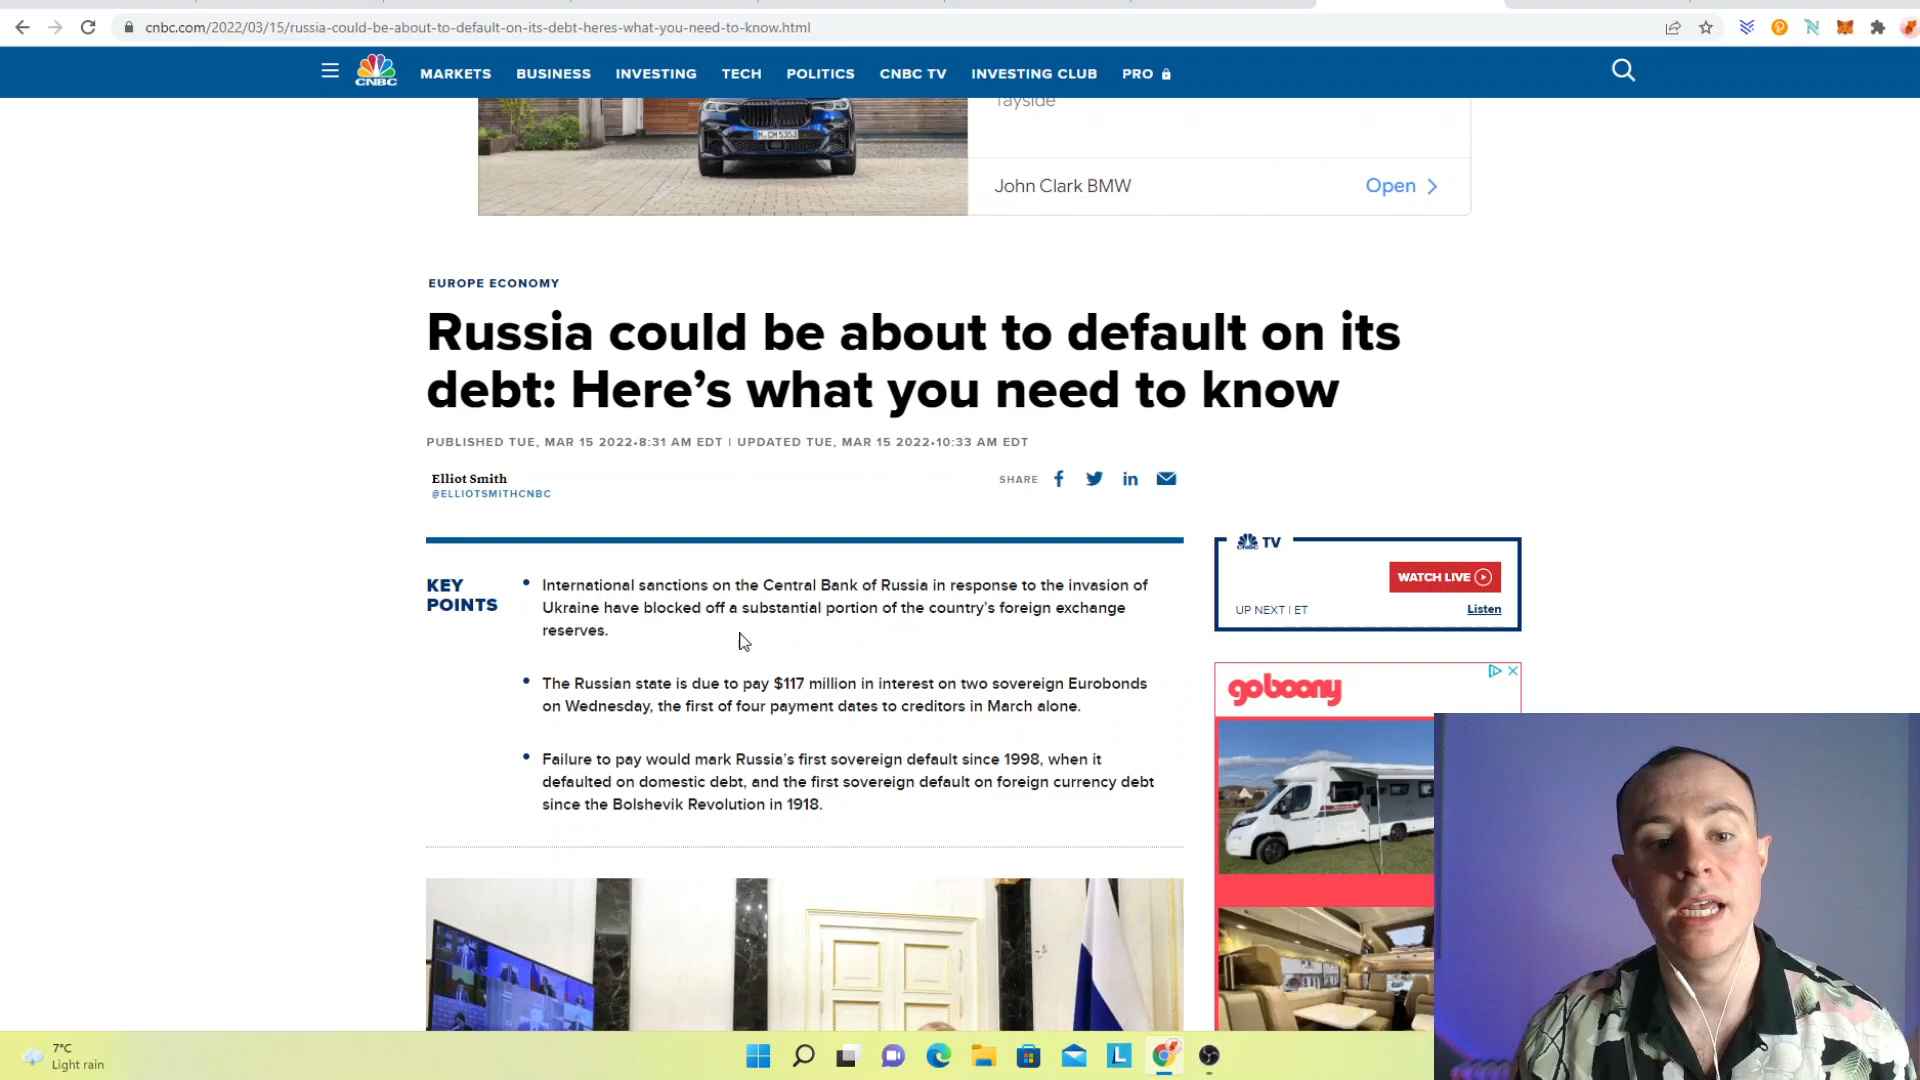 cnbc.com/2022/03/15/russia-could-be-about-to-default-on-its-debt-heres-what-you-need-to-know.html
CNBC
MARKETS BUSINESS INVESTING TECH POLITICS CNBC TV INVESTING CLUB PRO
Tayside
John Clark BMW
Open
EUROPE ECONOMY
Russia could be about to default on its
debt: Here's what you need to know
PUBLISHED TUE, MAR 15 2022•8:31 AM EDT | UPDATED TUE, MAR 15 2022•10:33 AM EDT
Elliot Smith
@ELLIOTSMITHCNBC
SHARE
KEY
POINTS
International sanctions on the Central Bank of Russia in response to the invasion of
Ukraine have blocked off a substantial portion of the country's foreign exchange
reserves.
The Russian state is due to pay $117 million in interest on two sovereign Eurobonds
on Wednesday, the first of four payment dates to creditors in March alone.
Failure to pay would mark Russia's first sovereign default since 1998, when it
defaulted on domestic debt, and the first sovereign default on foreign currency debt
since the Bolshevik Revolution in 1918.
CNBC TV
WATCH LIVE
UP NEXT | ET
Listen
goboony
7°C
Light rain